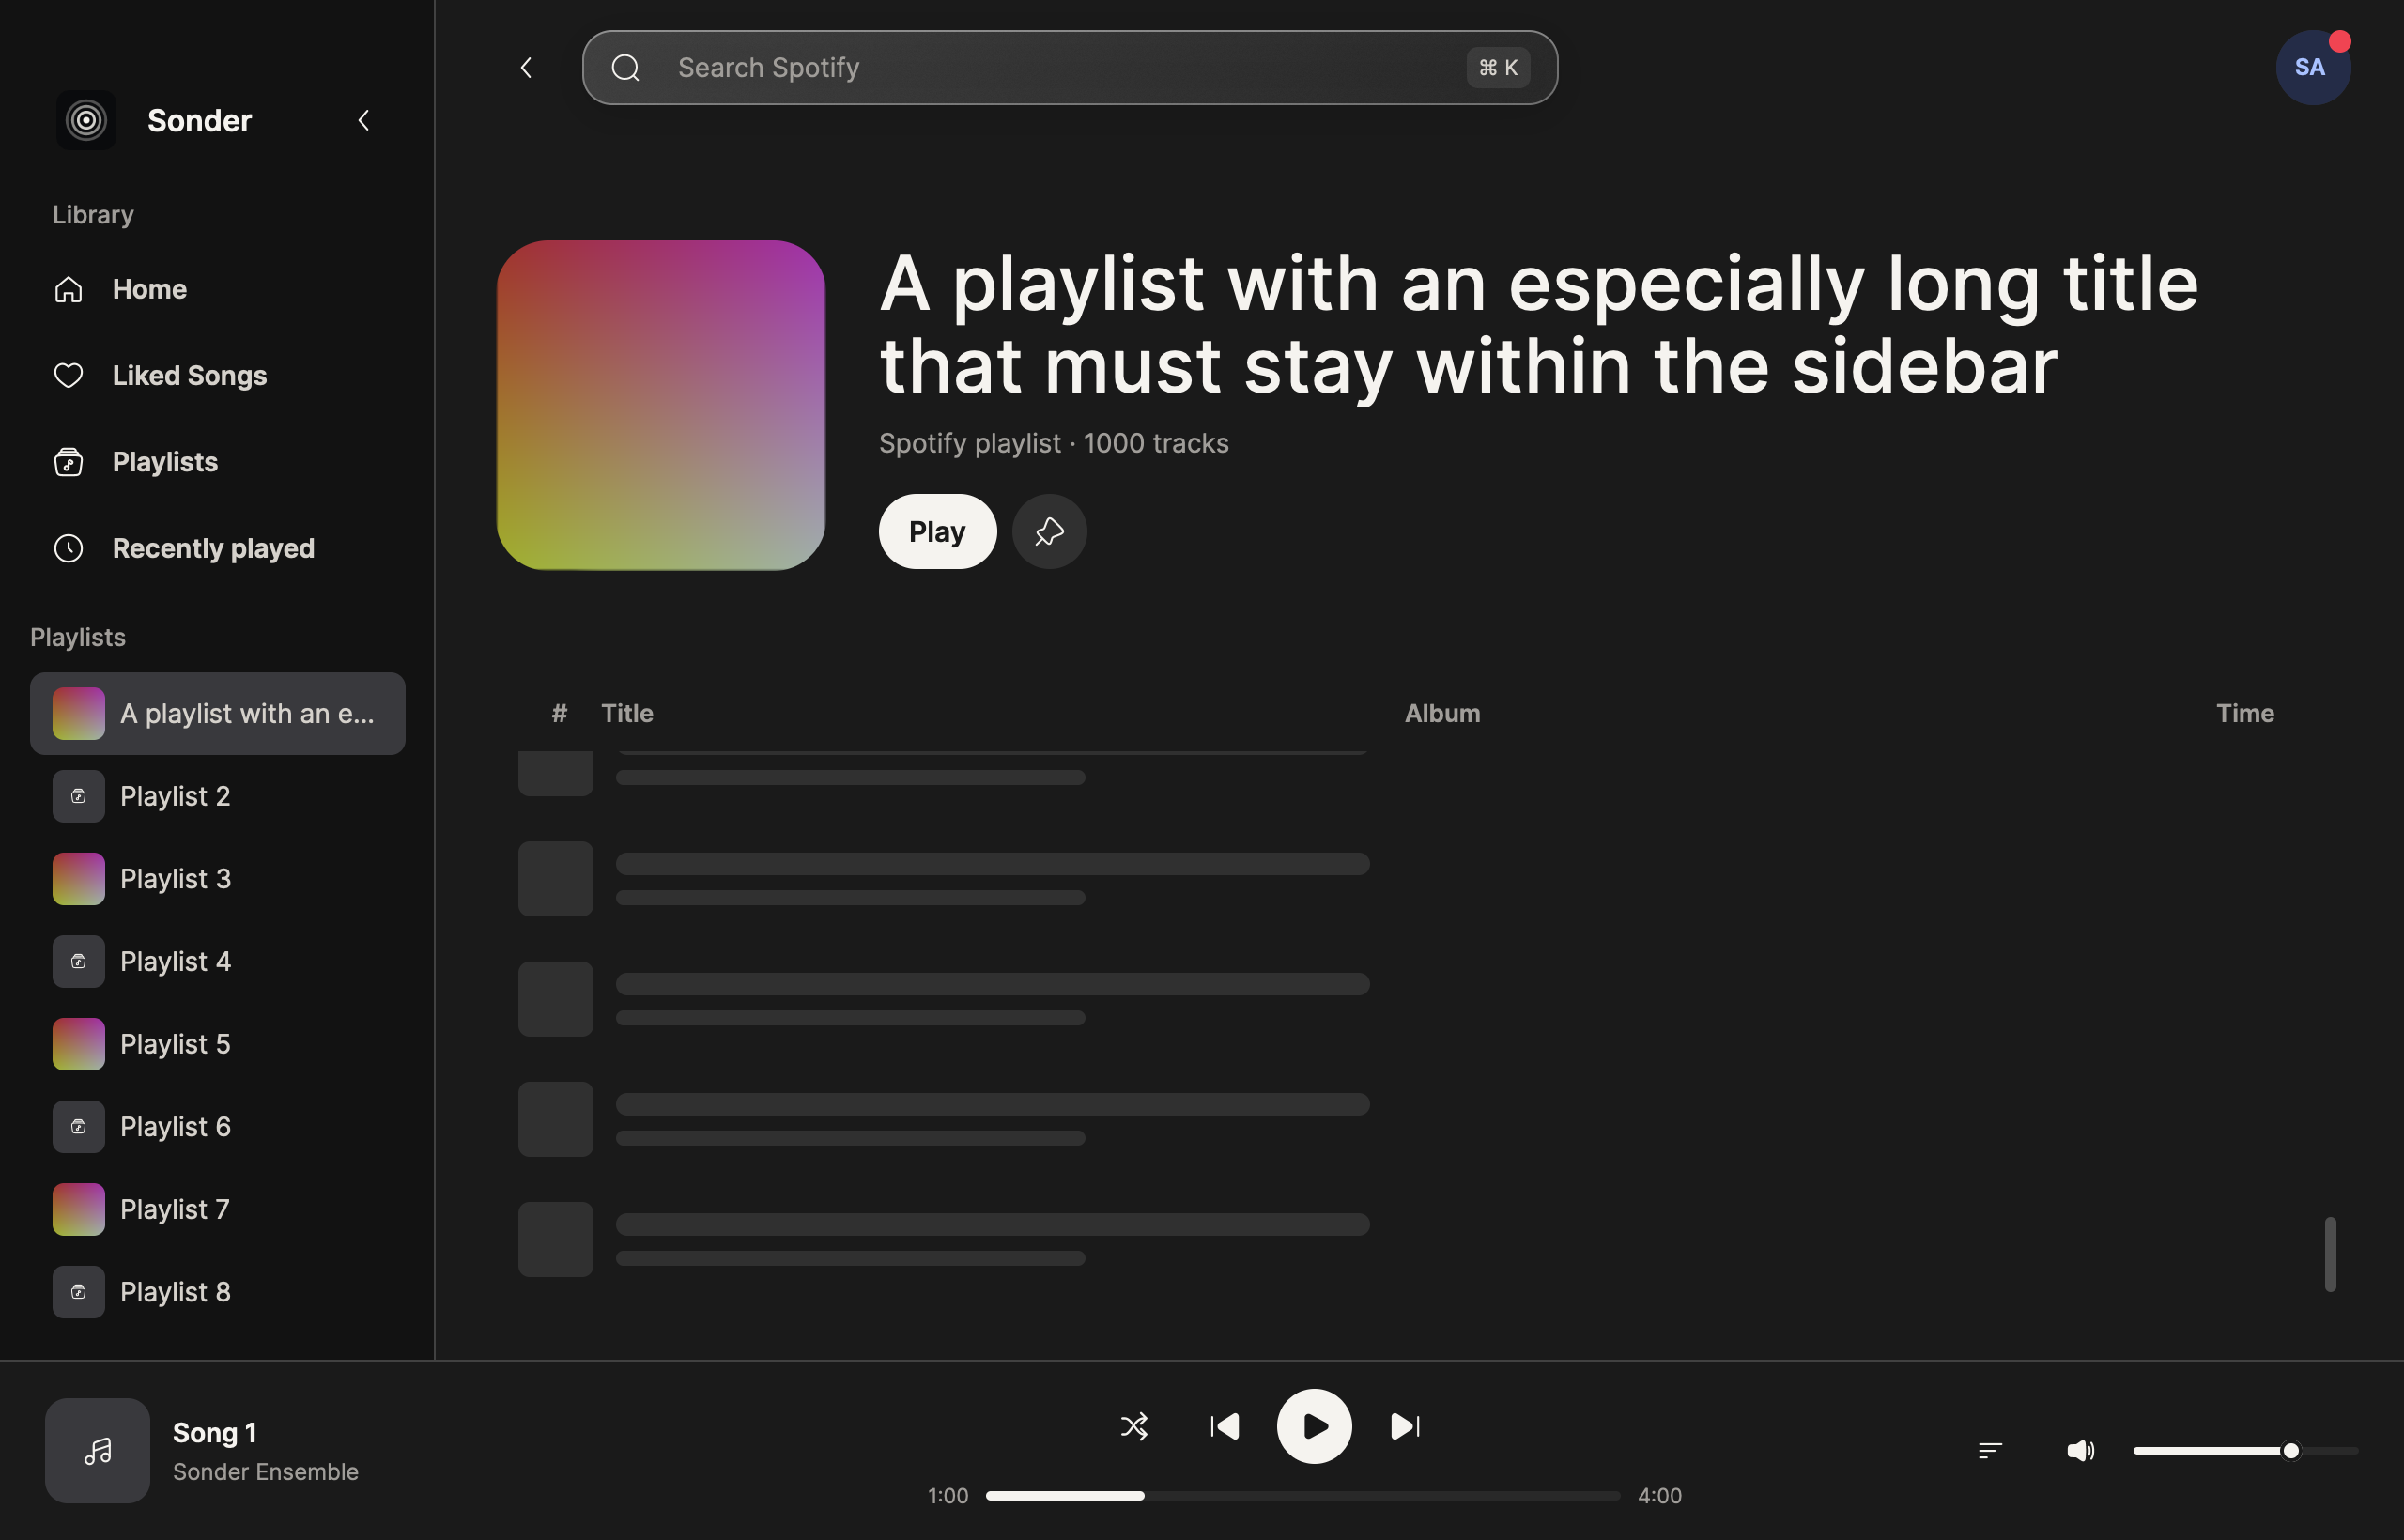 Search Spotify
⌘ K
SA
Sonder
Library
Home
Liked Songs
Playlists
Recently played
Playlists
A playlist with an e...
Playlist 2
Playlist 3
Playlist 4
Playlist 5
Playlist 6
Playlist 7
Playlist 8
A playlist with an especially long title
that must stay within the sidebar
Spotify playlist · 1000 tracks
Play
# Title Album Time
Song 1
Sonder Ensemble
1:00
4:00